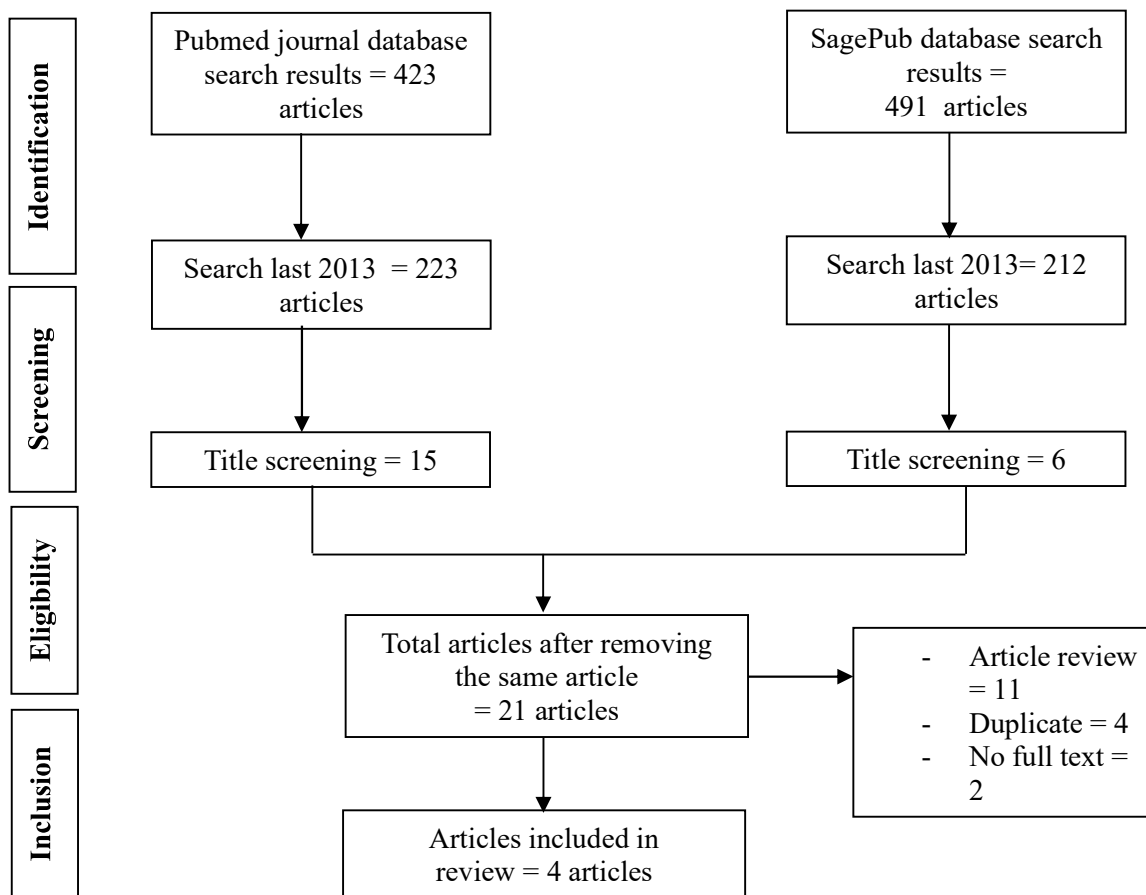 Identification
Pubmed journal database
search results = 423
articles
SagePub database search
results =
491 articles
Search last 2013 = 223
articles
Search last 2013= 212
articles
Screening
Title screening = 15
Title screening = 6
Eligibility
Total articles after removing
the same article
= 21 articles
- Article review
= 11
- Duplicate = 4
- No full text =
2
Inclusion
Articles included in
review = 4 articles